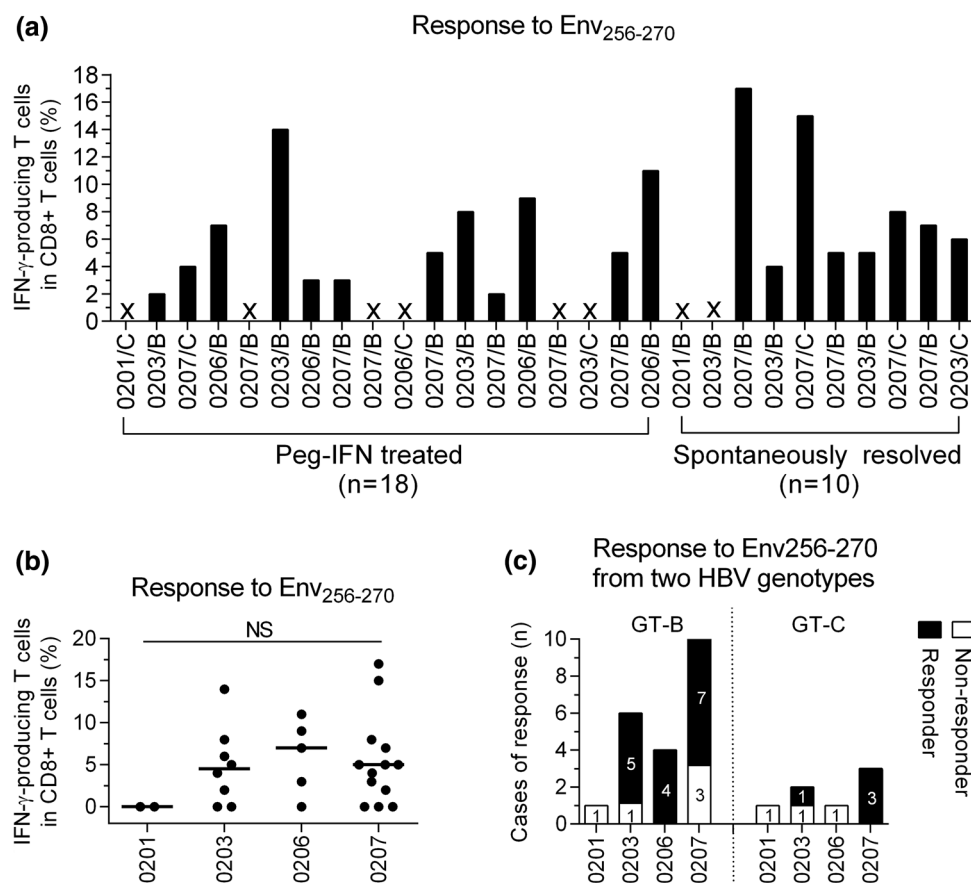 (a)
Response to Env256-270
IFN-γ-producing T cells
in CD8+ T cells (%)
18
16
14
12
10
8
6
4
2
0
X X X X X X X X
0201/C 0203/B 0207/C 0206/B 0207/B 0203/B 0206/B 0207/B 0207/B 0206/C 0207/B 0203/B 0207/B 0206/B 0207/B 0203/C 0207/B 0206/B 0201/B 0203/B 0207/B 0203/B 0207/C 0207/B 0203/B 0207/C 0207/B 0203/C
Peg-IFN treated
(n=18)
Spontaneously resolved
(n=10)
(b)
Response to Env256-270
NS
IFN-γ-producing T cells
in CD8+ T cells (%)
20
15
10
5
0
0201 0203 0206 0207
(c)
Response to Env256-270
from two HBV genotypes
GT-B GT-C
Cases of response (n)
10
8
6
4
2
0
1 5 1 4 7 3 1 1 1 1 3
0201 0203 0206 0207 0201 0203 0206 0207
Responder
Non-responder